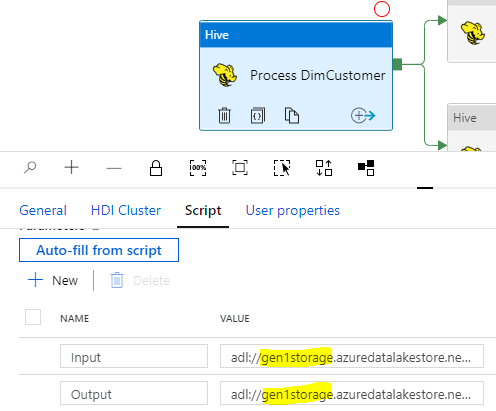 Hive
Process DimCustomer
Hive
100%
General HDI Cluster Script User properties
Auto-fill from script
New Delete
NAME VALUE
Input adl://gen1storage.azuredatalakestore.ne...
Output adl://gen1storage.azuredatalakestore.ne...